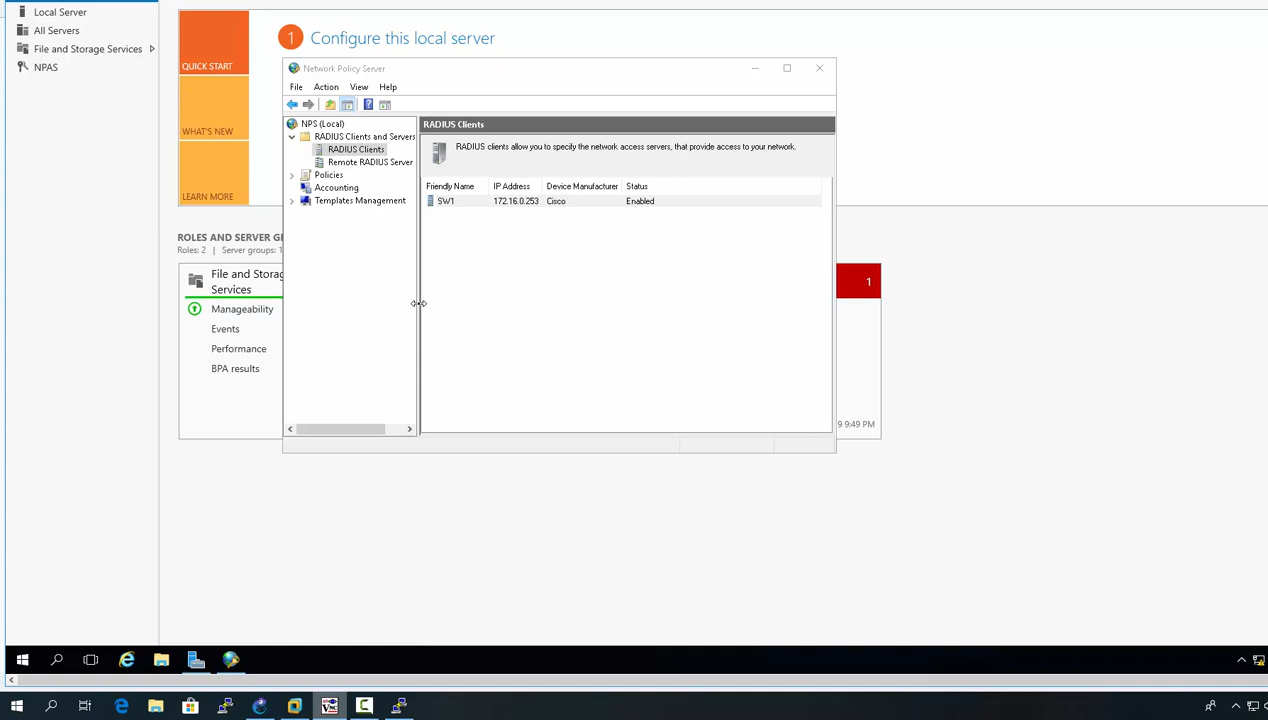 Local Server
All Servers
File and Storage Services
NPAS
QUICK START
WHAT'S NEW
LEARN MORE
1 Configure this local server
ROLES AND SERVER G
Roles: 2 | Server groups: 1
File and Storag
Services
Manageability
Events
Performance
BPA results
1
9 9:49 PM
Network Policy Server
File Action View Help
NPS (Local)
RADIUS Clients and Servers
RADIUS Clients
Remote RADIUS Server
Policies
Accounting
Templates Management
RADIUS Clients
RADIUS clients allow you to specify the network access servers, that provide access to your network.
Friendly Name IP Address Device Manufacturer Status
SW1 172.16.0.253 Cisco Enabled